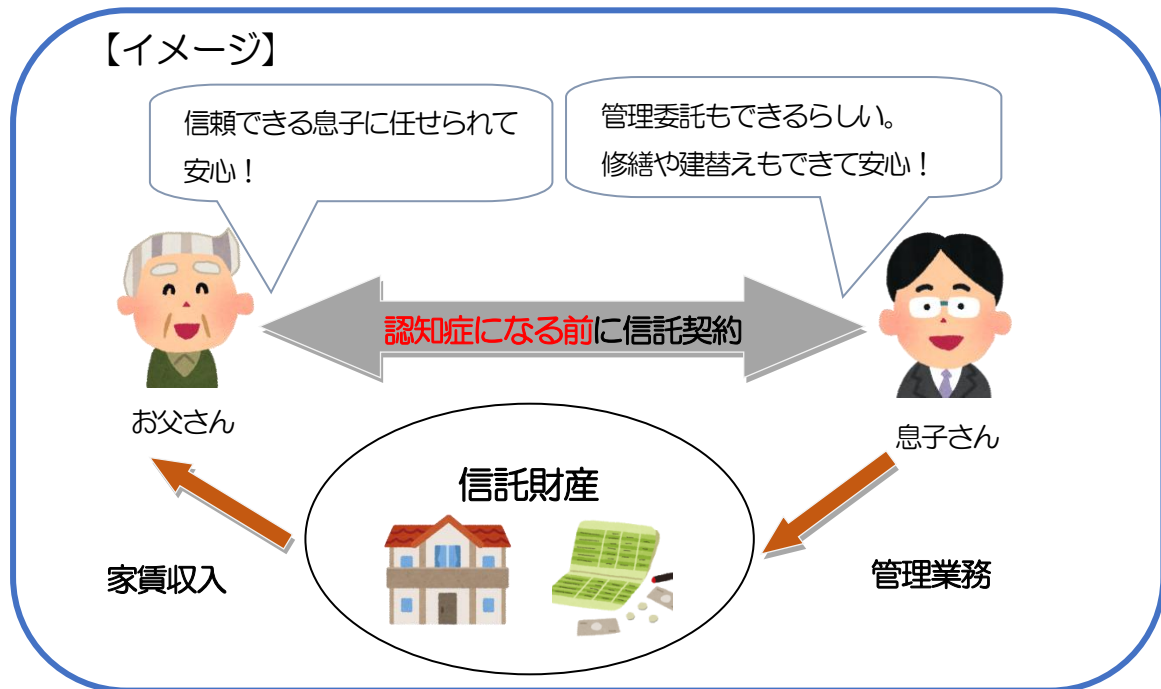 【イメージ】
信頼できる息子に任せられて
安心！
管理委託もできるらしい。
修繕や建替えもできて安心！
認知症になる前に信託契約
お父さん
息子さん
信託財産
家賃収入
管理業務